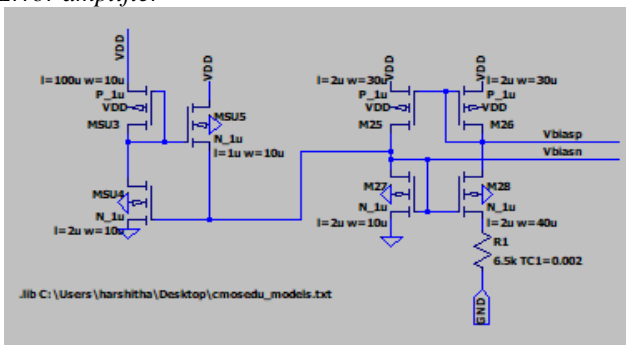 Error amplifier
VDD
l=100u w=10u
P_1u
VDD
MSU3
VDD
MSU5
N_1u
l=1u w=10u
MSU4
N_1u
l=2u w=10u
VDD
l=2u w=30u
P_1u
VDD
M25
VDD
l=2u w=30u
P_1u
VDD
M26
Vbiasp
Vbiasn
M27
N_1u
l=2u w=10u
M28
N_1u
l=2u w=40u
R1
6.5k TC1=0.002
GND
.lib C:\Users\harshitha\Desktop\cmosedu_models.txt